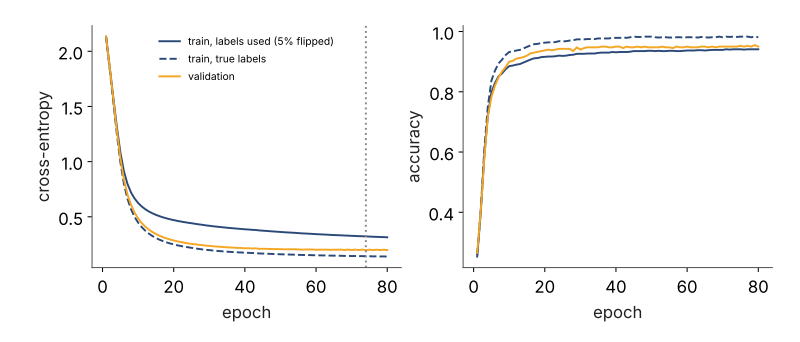 train, labels used (5% flipped)
train, true labels
validation
cross-entropy
2.0
1.5
1.0
0.5
0 20 40 60 80
epoch
accuracy
1.0
0.8
0.6
0.4
0 20 40 60 80
epoch